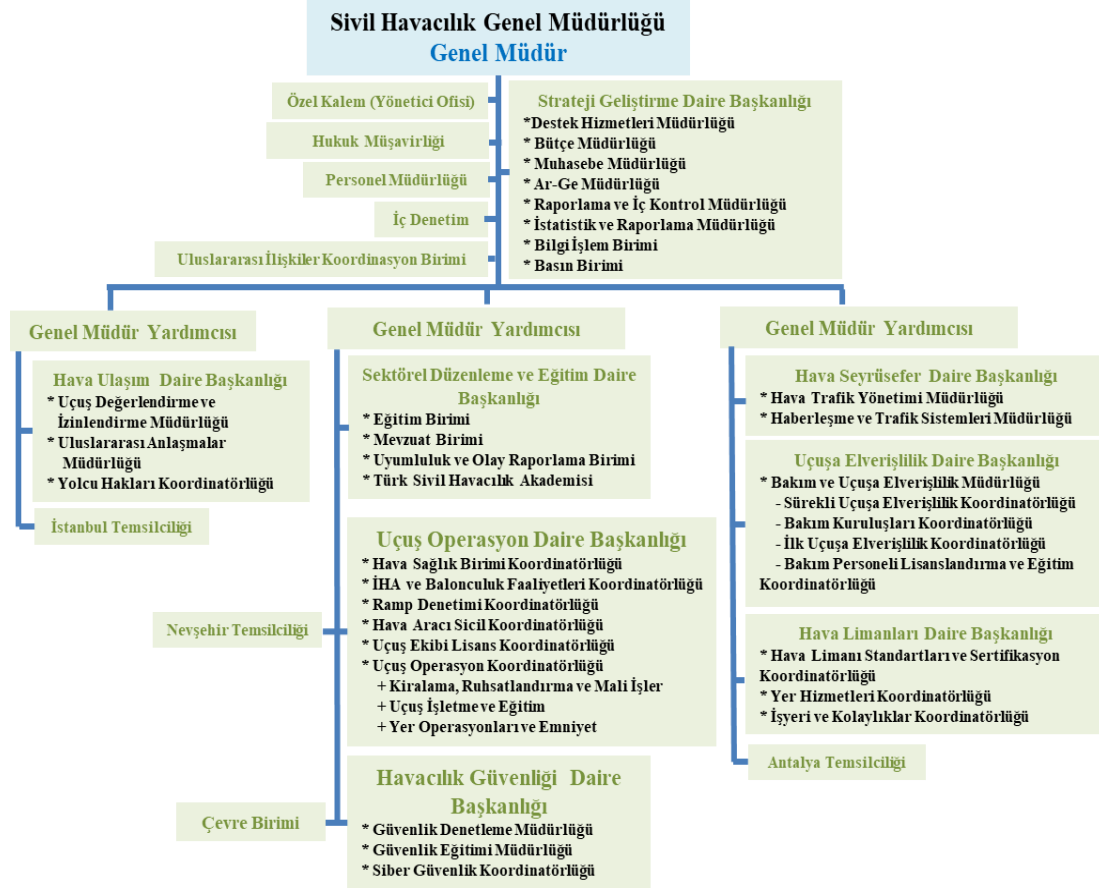 Sivil Havacılık Genel Müdürlüğü
Genel Müdür
Özel Kalem (Yönetici Ofisi)
Hukuk Müşavirliği
Personel Müdürlüğü
İç Denetim
Uluslararası İlişkiler Koordinasyon Birimi
Strateji Geliştirme Daire Başkanlığı
*Destek Hizmetleri Müdürlüğü
* Bütçe Müdürlüğü
* Muhasebe Müdürlüğü
* Ar-Ge Müdürlüğü
* Raporlama ve İç Kontrol Müdürlüğü
* İstatistik ve Raporlama Müdürlüğü
* Bilgi İşlem Birimi
* Basın Birimi
Genel Müdür Yardımcısı
Hava Ulaşım Daire Başkanlığı
* Uçuş Değerlendirme ve
İzinlendirme Müdürlüğü
* Uluslararası Anlaşmalar
Müdürlüğü
* Yolcu Hakları Koordinatörlüğü
İstanbul Temsilciliği
Genel Müdür Yardımcısı
Sektörel Düzenleme ve Eğitim Daire
Başkanlığı
* Eğitim Birimi
* Mevzuat Birimi
* Uyumluluk ve Olay Raporlama Birimi
* Türk Sivil Havacılık Akademisi
Uçuş Operasyon Daire Başkanlığı
* Hava Sağlık Birimi Koordinatörlüğü
* İHA ve Balonculuk Faaliyetleri Koordinatörlüğü
* Ramp Denetimi Koordinatörlüğü
* Hava Aracı Sicil Koordinatörlüğü
* Uçuş Ekibi Lisans Koordinatörlüğü
* Uçuş Operasyon Koordinatörlüğü
+ Kiralama, Ruhsatlandırma ve Mali İşler
+ Uçuş İşletme ve Eğitim
+ Yer Operasyonları ve Emniyet
Nevşehir Temsilciliği
Havacılık Güvenliği Daire
Başkanlığı
* Güvenlik Denetleme Müdürlüğü
* Güvenlik Eğitimi Müdürlüğü
* Siber Güvenlik Koordinatörlüğü
Çevre Birimi
Genel Müdür Yardımcısı
Hava Seyrüsefer Daire Başkanlığı
* Hava Trafik Yönetimi Müdürlüğü
* Haberleşme ve Trafik Sistemleri Müdürlüğü
Uçuşa Elverişlilik Daire Başkanlığı
* Bakım ve Uçuşa Elverişlilik Müdürlüğü
- Sürekli Uçuşa Elverişlilik Koordinatörlüğü
- Bakım Kuruluşları Koordinatörlüğü
- İlk Uçuşa Elverişlilik Koordinatörlüğü
- Bakım Personeli Lisanslandırma ve Eğitim
Koordinatörlüğü
Hava Limanları Daire Başkanlığı
* Hava Limanı Standartları ve Sertifikasyon
Koordinatörlüğü
* Yer Hizmetleri Koordinatörlüğü
* İşyeri ve Kolaylıklar Koordinatörlüğü
Antalya Temsilciliği